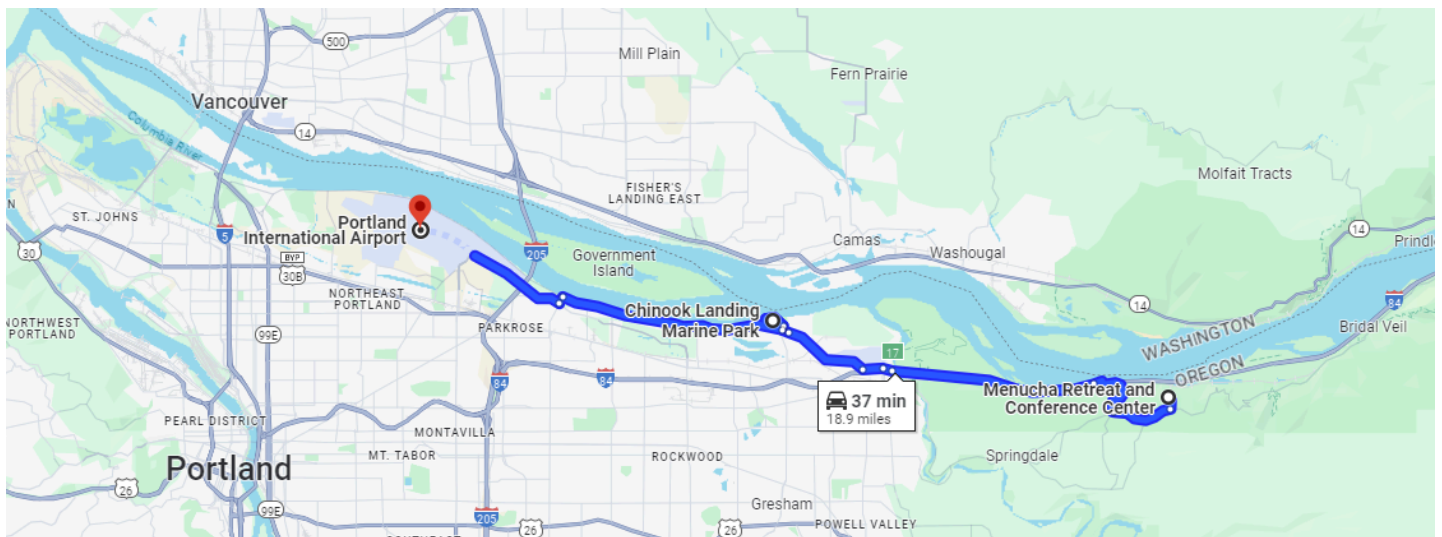 500
Mill Plain
Fern Prairie
Vancouver
14
Columbia River
Molfait Tracts
FISHER'S
LANDING EAST
ST. JOHNS
Portland
International Airport
14
5
BYP
30B
30
205
Government
Island
Camas
Washougal
Prindle
NORTHEAST
PORTLAND
14
84
Chinook Landing
Marine Park
NORTHWEST
PORTLAND
99E
PARKROSE
WASHINGTON
OREGON
Bridal Veil
17
84
84
37 min
18.9 miles
Menucha Retreat and
Conference Center
PEARL DISTRICT
MONTAVILLA
MT. TABOR
ROCKWOOD
Springdale
Portland
26
99E
205
26
26
Gresham
POWELL VALLEY